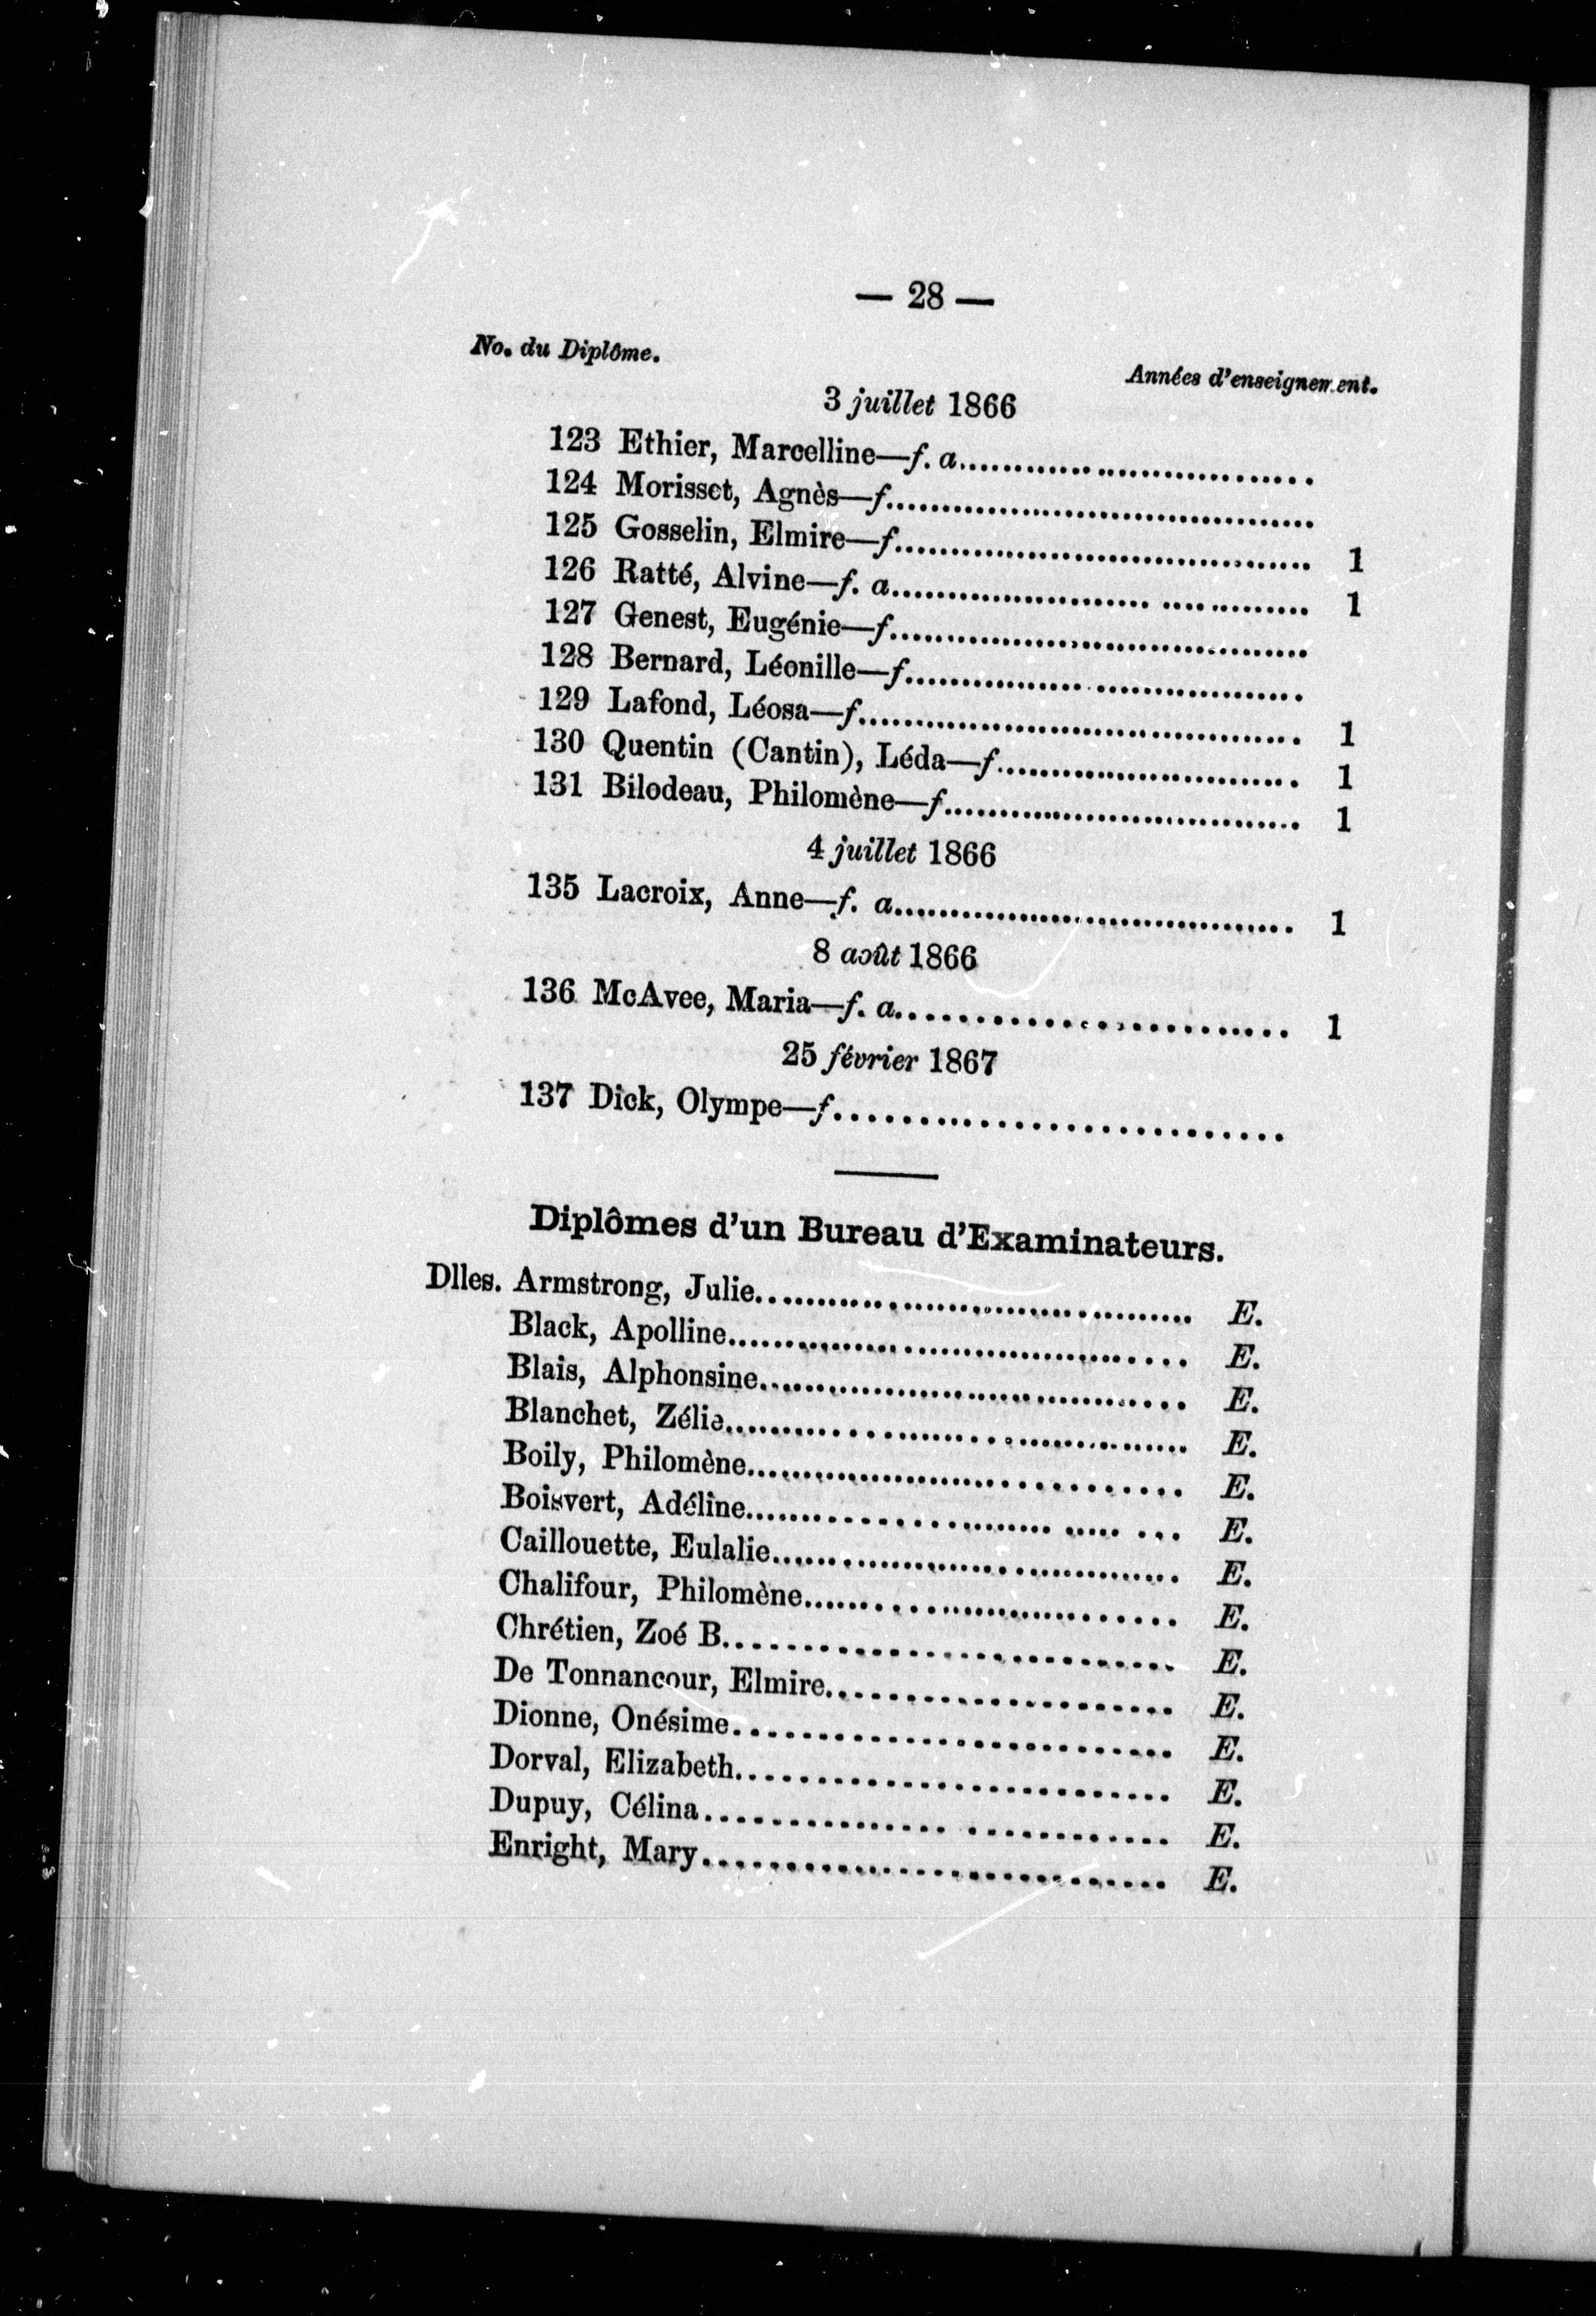 — 28 —
No. du Diplôme.
Années d'enseignement.
3 juillet 1866
123 Ethier, Marcelline—f. a..............................
124 Morisset, Agnès—f..............................
125 Gosselin, Elmire—f.............................. 1
126 Ratté, Alvine—f. a.............................. 1
127 Genest, Eugénie—f..............................
128 Bernard, Léonille—f..............................
129 Lafond, Léosa—f.............................. 1
130 Quentin (Cantin), Léda—f.............................. 1
131 Bilodeau, Philomène—f.............................. 1
4 juillet 1866
135 Lacroix, Anne—f. a.............................. 1
8 août 1866
136 McAvee, Maria—f. a.............................. 1
25 février 1867
137 Dick, Olympe—f..............................
Diplômes d'un Bureau d'Examinateurs.
Dlles. Armstrong, Julie.............................. E.
Black, Apolline.............................. E.
Blais, Alphonsine.............................. E.
Blanchet, Zélie.............................. E.
Boily, Philomène.............................. E.
Boisvert, Adéline.............................. E.
Caillouette, Eulalie.............................. E.
Chalifour, Philomène.............................. E.
Chrétien, Zoé B.............................. E.
De Tonnancour, Elmire.............................. E.
Dionne, Onésime.............................. E.
Dorval, Elizabeth.............................. E.
Dupuy, Célina.............................. E.
Enright, Mary.............................. E.